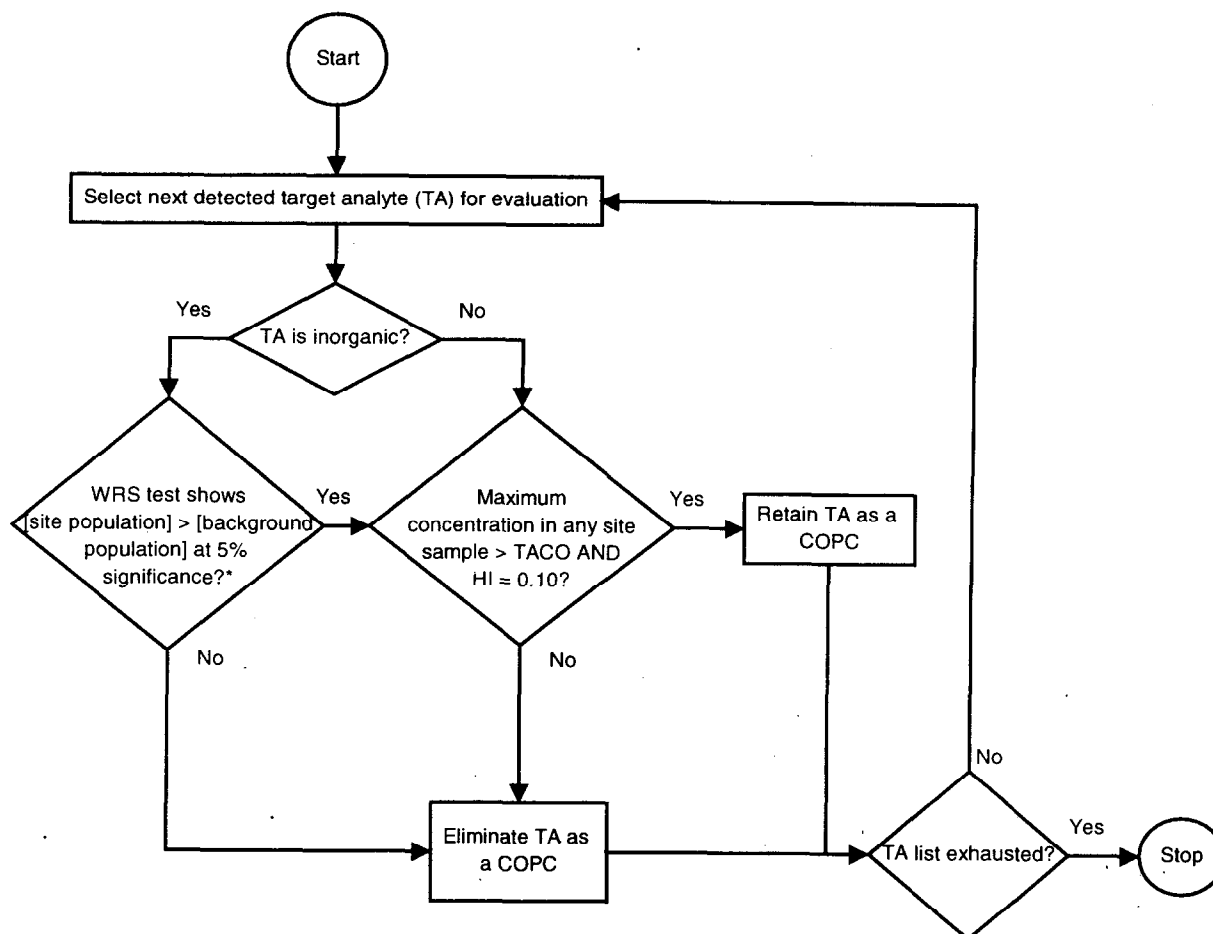 Start
Select next detected target analyte (TA) for evaluation
Yes
No
TA is inorganic?
WRS test shows
[site population] > [background
population] at 5%
significance?*
Yes
Maximum
concentration in any site
sample > TACO AND
HI = 0.10?
Yes
Retain TA as a
COPC
No
No
No
Eliminate TA as
a COPC
TA list exhausted?
Yes
Stop